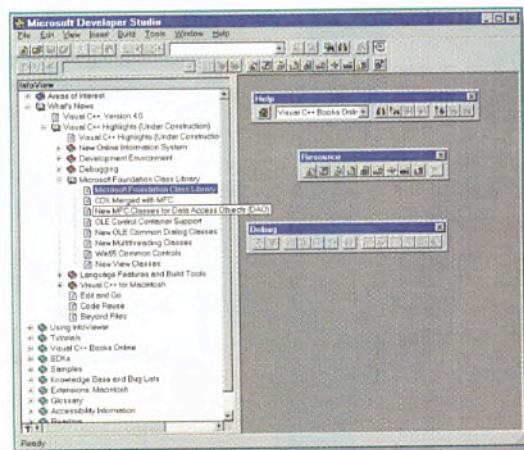 Microsoft Developer Studio
File Edit View Insert Build Tools Window Help
InfoView
Areas of Interest
What's News
Visual C++ Version 4.0
Visual C++ Highlights (Under Construction)
Visual C++ Highlights (Under Constructio
New Online Information System
Development Environment
Debugging
Microsoft Foundation Class Library
Microsoft Foundation Class Library
CDK Merged with MFC
New MFC Classes for Data Access Objects (DAO)
OLE Control Container Support
New OLE Common Dialog Classes
New Multithreading Classes
Win95 Common Controls
New View Classes
Language Features and Build Tools
Visual C++ for Macintosh
Edit and Go
Code Reuse
Beyond Files
Using InfoViewer
Tutorials
Visual C++ Books Online
SDKs
Samples
Knowledge Base and Bug Lists
Extensions: Macintosh
Glossary
Accessibility Information
Help
Visual C++ Books Onlin
Resource
Debug
Ready